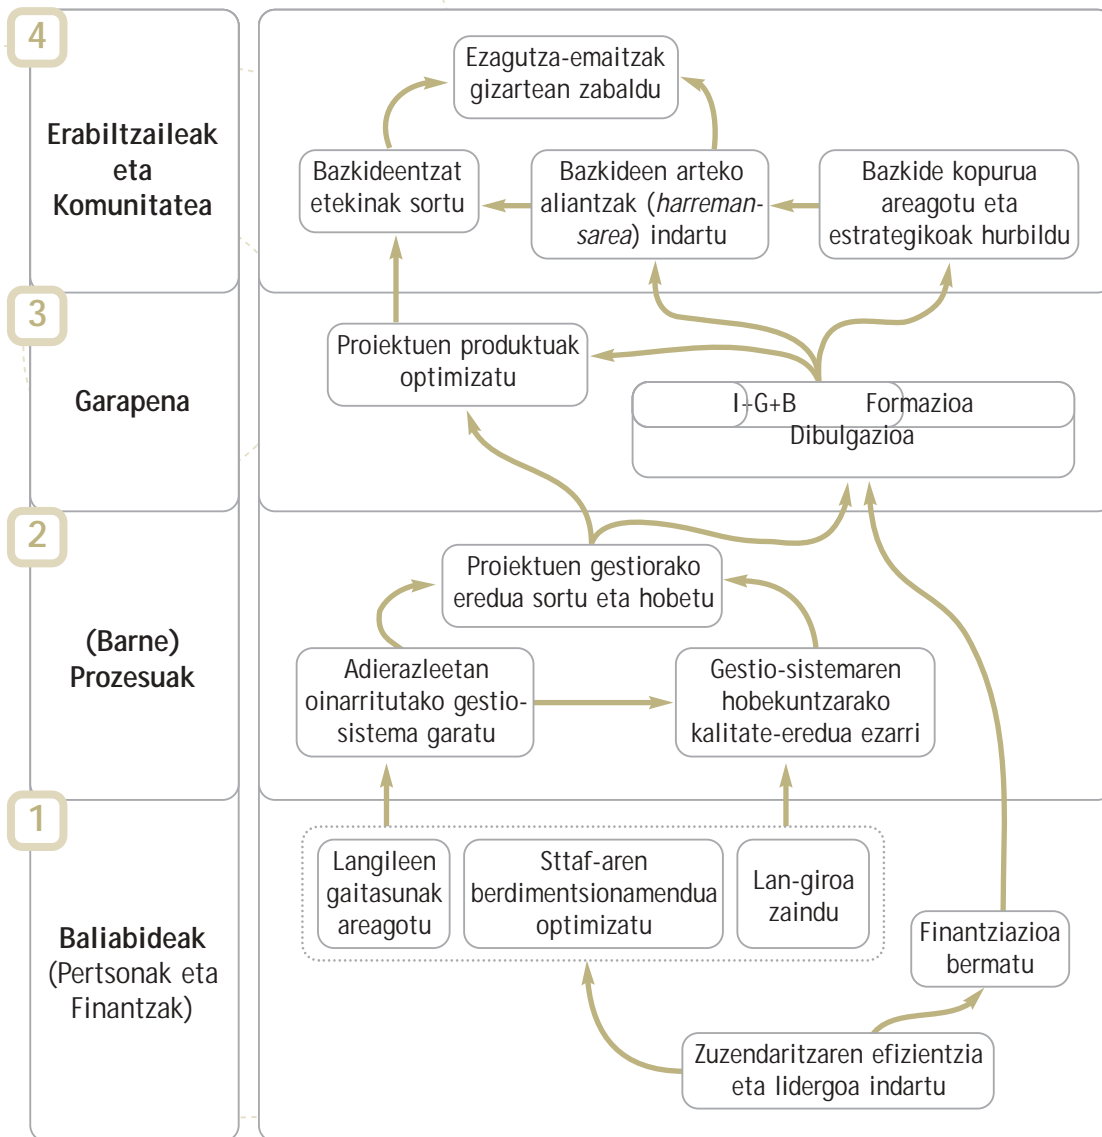 4
Erabiltzaileak
eta
Komunitatea
Ezagutza-emaitzak
gizartean zabaldu
Bazkideentzat
etekinak sortu
Bazkideen arteko
aliantzak (harreman-
sarea) indartu
Bazkide kopurua
areagotu eta
estrategikoak hurbildu
3
Garapena
Proiektuen produktuak
optimizatu
I+G+B Formazioa
Dibulgazioa
2
(Barne)
Prozesuak
Proiektuen gestiorako
eredua sortu eta hobetu
Adierazleetan
oinarritutako gestio-
sistema garatu
Gestio-sistemaren
hobekuntzarako
kalitate-eredua ezarri
1
Baliabideak
(Pertsonak eta
Finantzak)
Langileen
gaitasunak
areagotu
Sttaf-aren
berdimentsionamendua
optimizatu
Lan-giroa
zaindu
Finantziazioa
bermatu
Zuzendaritzaren efizientzia
eta lidergoa indartu